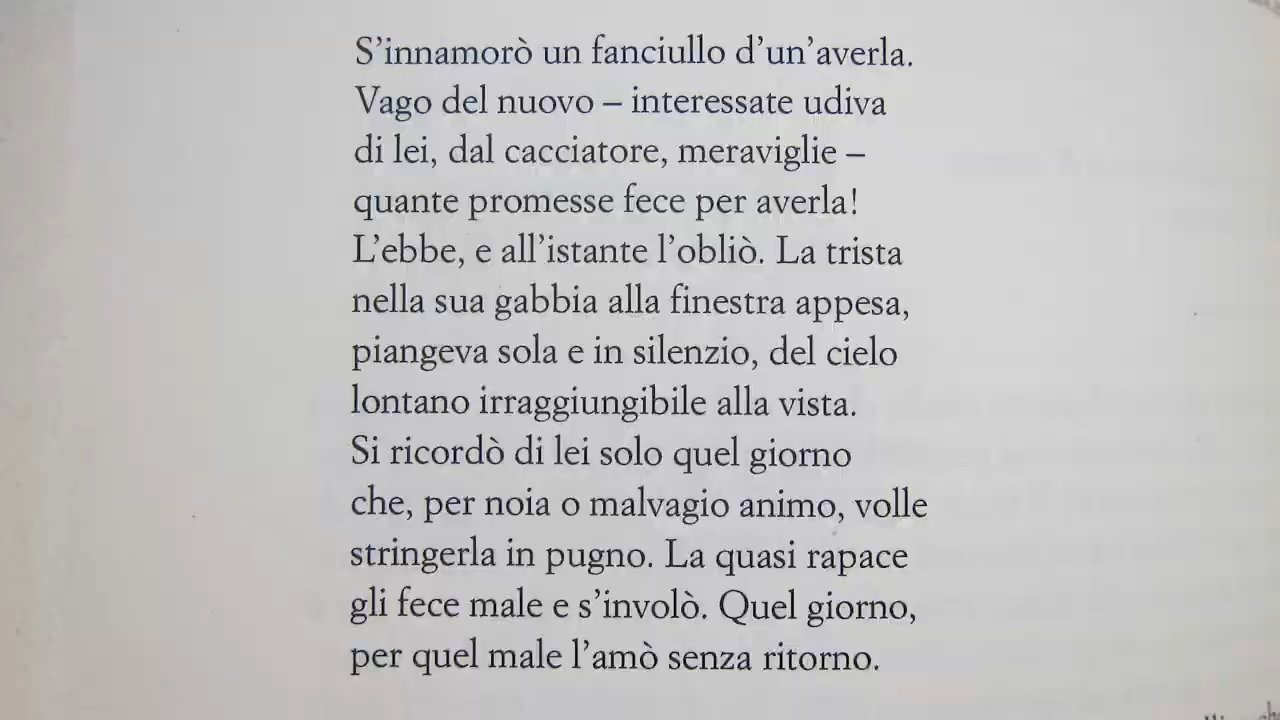 S’innamorò un fanciullo d’un’averla.
Vago del nuovo – interessate udiva
di lei, dal cacciatore, meraviglie –
quante promesse fece per averla!
L’ebbe, e all’istante l’obliò. La trista
nella sua gabbia alla finestra appesa,
piangeva sola e in silenzio, del cielo
lontano irraggiungibile alla vista.
Si ricordò di lei solo quel giorno
che, per noia o malvagio animo, volle
stringerla in pugno. La quasi rapace
gli fece male e s’involò. Quel giorno,
per quel male l’amò senza ritorno.